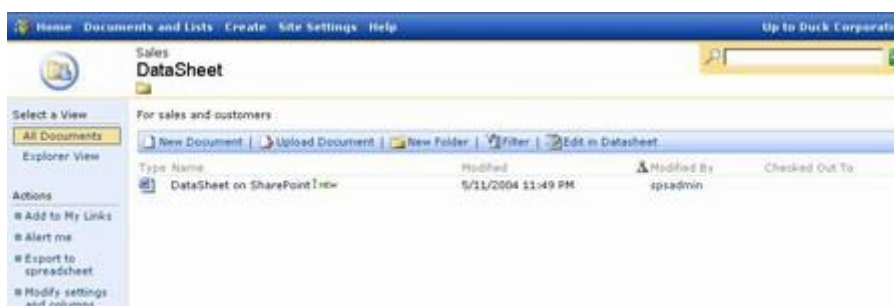 Home Documents and Lists Create Site Settings Help Up to Duck Corporati
Sales
DataSheet
Select a View
For sales and customers
All Documents
New Document | Upload Document | New Folder | Filter | Edit in Datasheet
Explorer View
Type Name Modified Modified By Checked Out To
DataSheet on SharePoint ! NEW 5/11/2004 11:49 PM spsadmin
Actions
Add to My Links
Alert me
Export to
spreadsheet
Modify settings
and columns